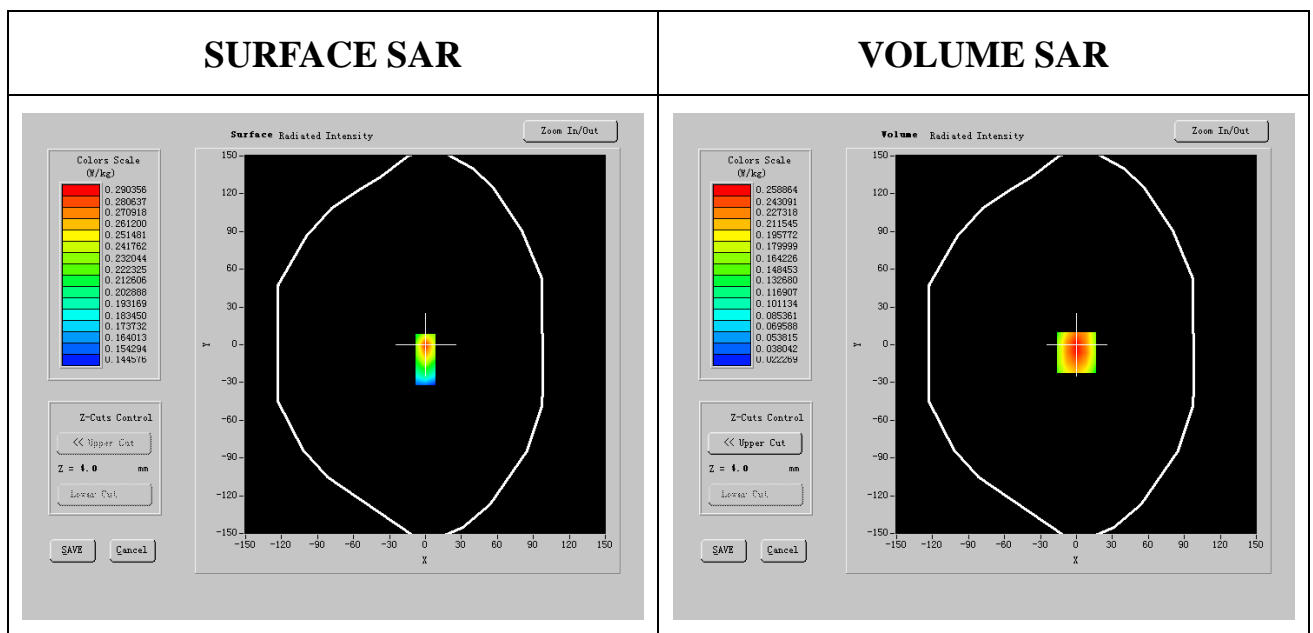 SURFACE SAR
VOLUME SAR
Surface Radiated Intensity
Zoom In/Out
Colors Scale
(W/kg)
0.290356
0.280637
0.270918
0.261200
0.251481
0.241762
0.232044
0.222325
0.212606
0.202888
0.193169
0.183450
0.173732
0.164013
0.154294
0.144576
Z-Cuts Control
<< Upper Cut
Z = 4.0 mm
Lower Cut
SAVE
Cancel
150
120
90
60
30
0
-30
-60
-90
-120
-150
Y
-150 -120 -90 -60 -30 0 30 60 90 120 150
X
Volume Radiated Intensity
Zoom In/Out
Colors Scale
(W/kg)
0.258864
0.243091
0.227318
0.211545
0.195772
0.179999
0.164226
0.148453
0.132680
0.116907
0.101134
0.085361
0.069588
0.053815
0.038042
0.022269
Z-Cuts Control
<< Upper Cut
Z = 4.0 mm
Lower Cut
SAVE
Cancel
150
120
90
60
30
0
-30
-60
-90
-120
-150
Y
-150 -120 -90 -60 -30 0 30 60 90 120 150
X